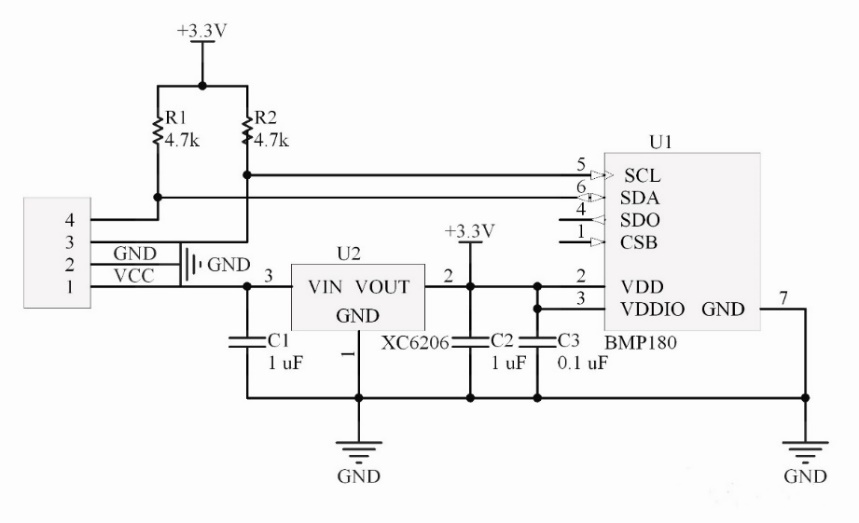 +3.3V
R1
4.7k
R2
4.7k
U1
5
SCL
6
SDA
4
SDO
1
CSB
4
3
2
1
GND
VCC
GND
U2
3
VIN VOUT
GND
2
1
XC6206
+3.3V
2
VDD
3
VDDIO GND
7
BMP180
C1
1 uF
C2
1 uF
C3
0.1 uF
GND
GND